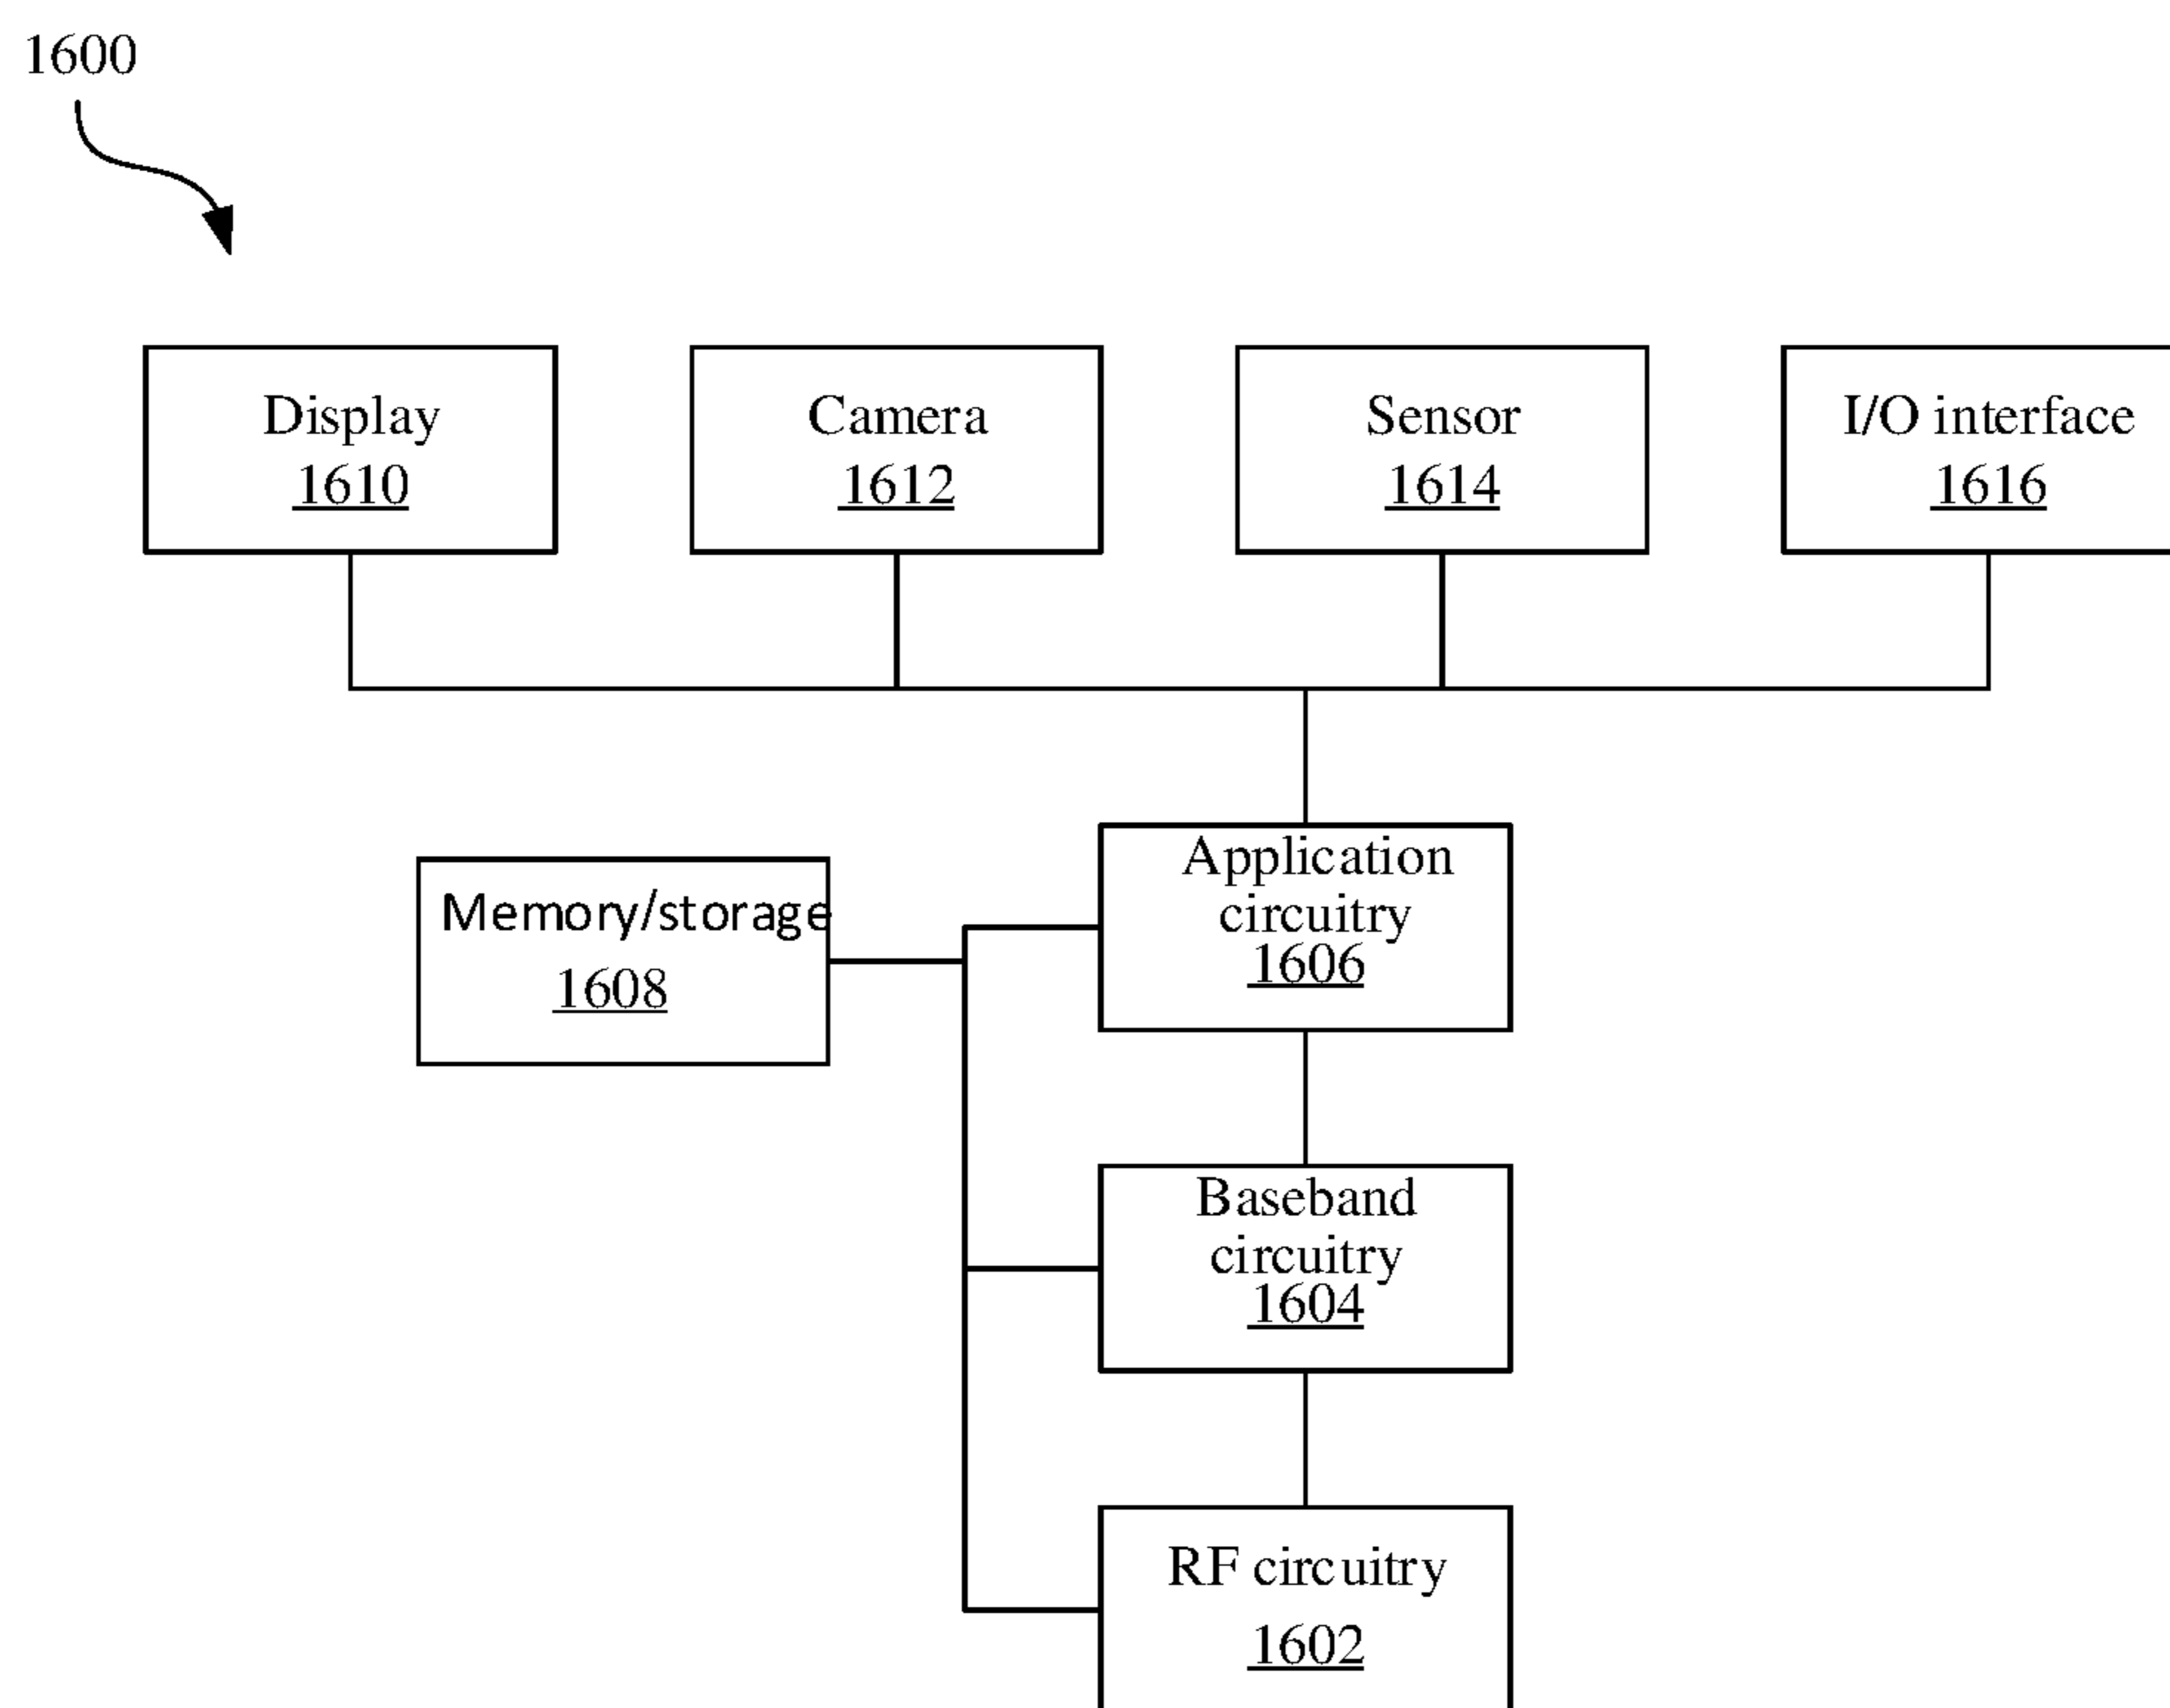 1600
Display
1610
Camera
1612
Sensor
1614
I/O interface
1616
Application
circuitry
1606
Memory/storage
1608
Baseband
circuitry
1604
RF circuitry
1602